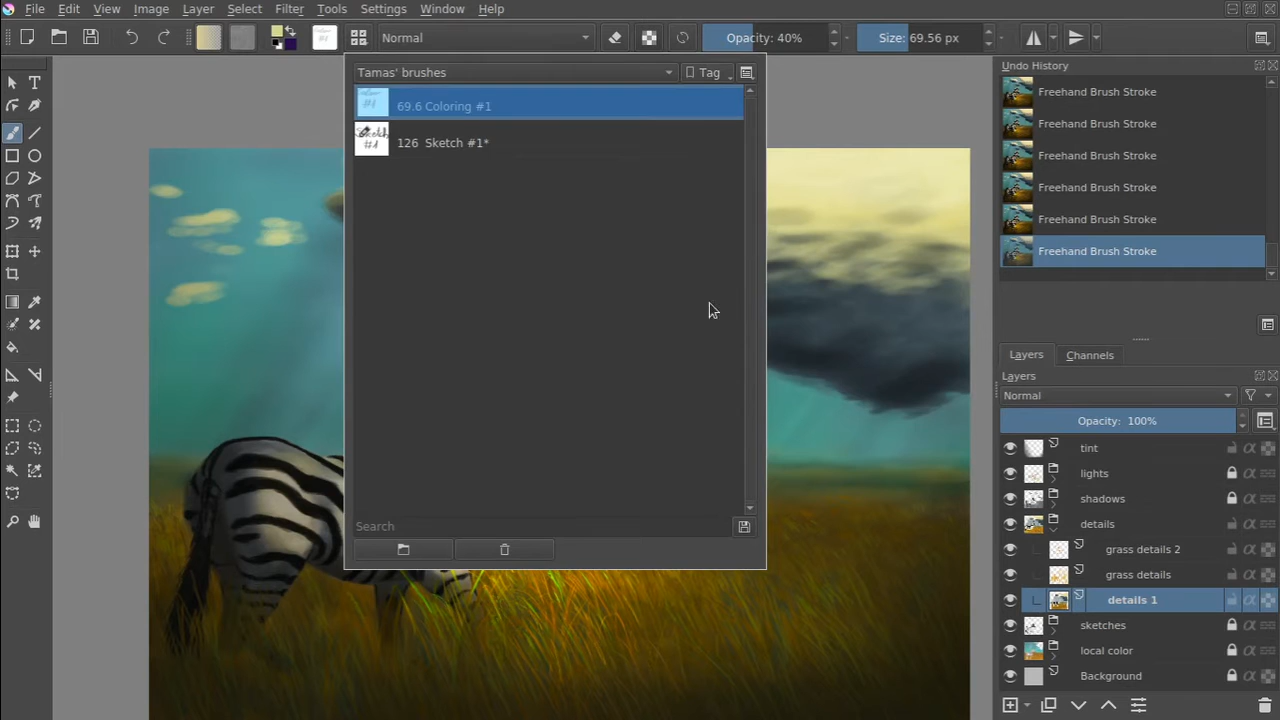 File Edit View Image Layer Select Filter Tools Settings Window Help
Normal Opacity: 40% Size: 69.56 px
Tamas' brushes Tag
69.6 Coloring #1
126 Sketch #1*
Search
Undo History
Freehand Brush Stroke
Freehand Brush Stroke
Freehand Brush Stroke
Freehand Brush Stroke
Freehand Brush Stroke
Freehand Brush Stroke
Layers Channels
Layers
Normal
Opacity: 100%
tint
lights
shadows
details
grass details 2
grass details
details 1
sketches
local color
Background